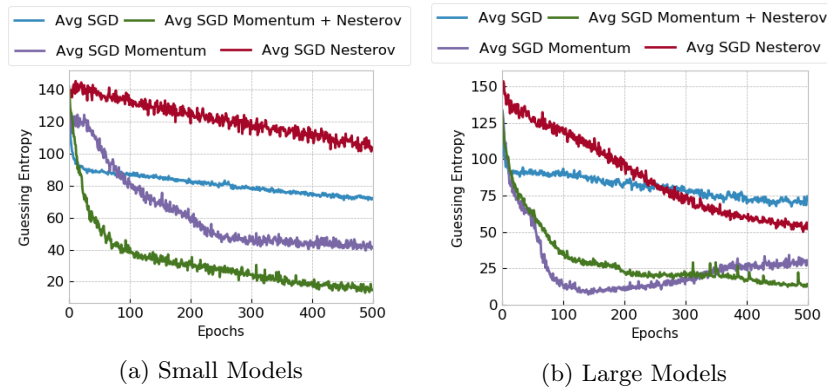 Avg SGD
Avg SGD Momentum + Nesterov
Avg SGD Momentum
Avg SGD Nesterov
Guessing Entropy
140
120
100
80
60
40
20
0 100 200 300 400 500
Epochs
(a) Small Models
Avg SGD
Avg SGD Momentum + Nesterov
Avg SGD Momentum
Avg SGD Nesterov
Guessing Entropy
150
125
100
75
50
25
0
0 100 200 300 400 500
Epochs
(b) Large Models